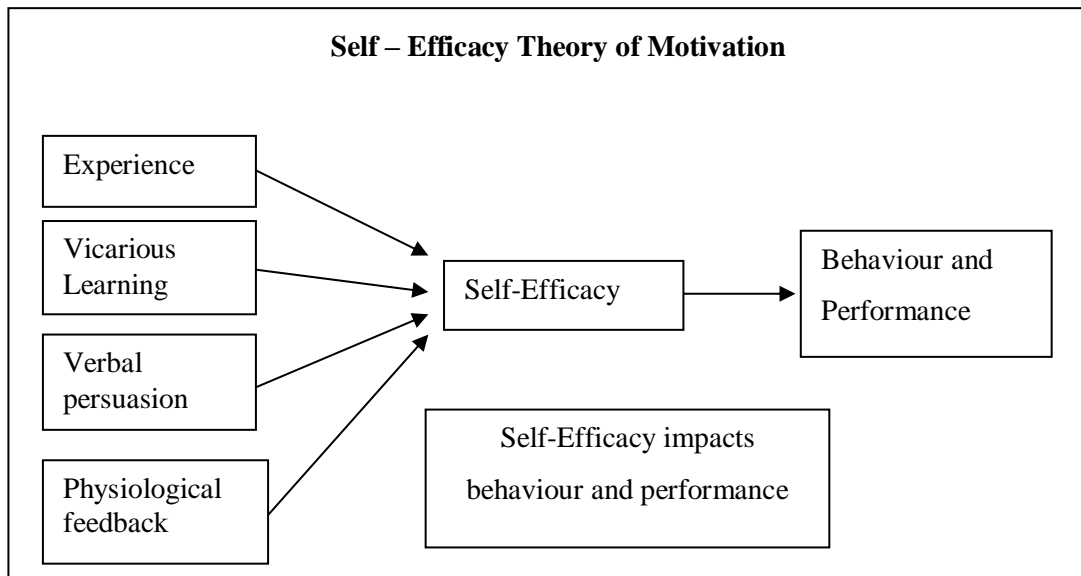 Self – Efficacy Theory of Motivation
Experience
Vicarious
Learning
Verbal
persuasion
Physiological
feedback
Self-Efficacy
Behaviour and
Performance
Self-Efficacy impacts
behaviour and performance